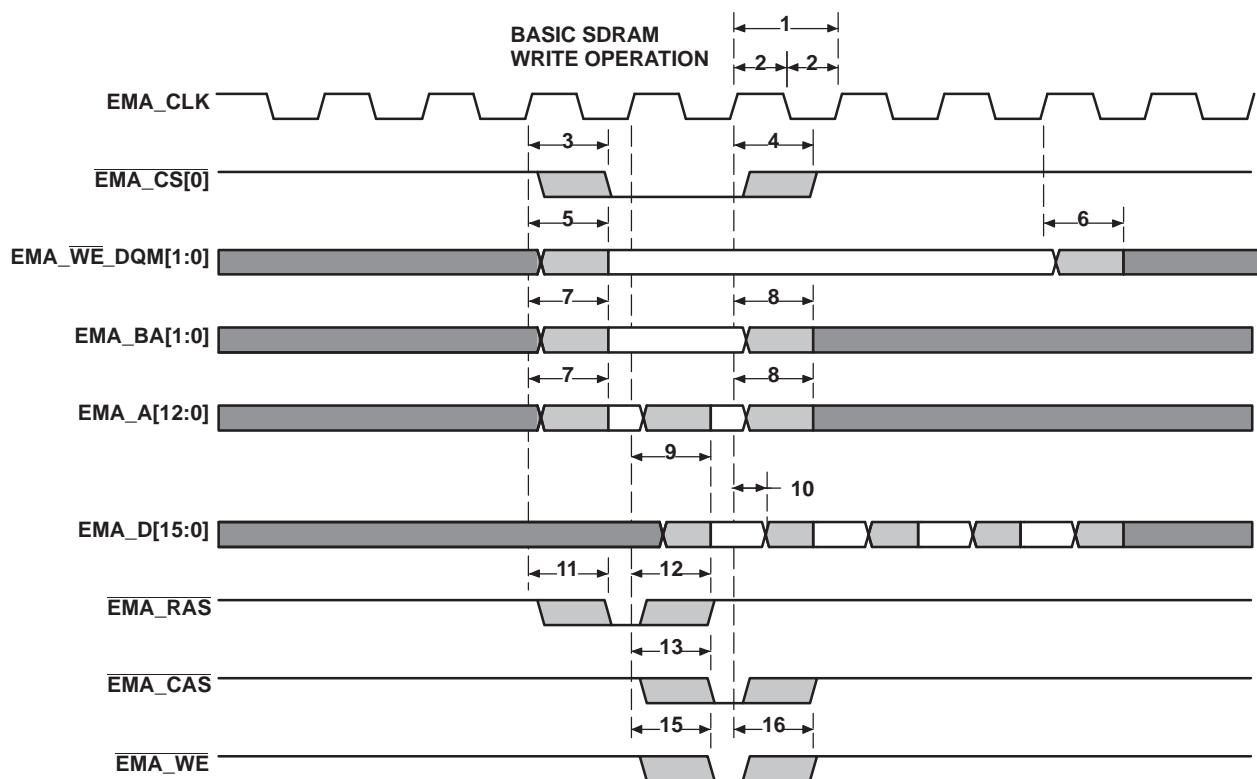 BASIC SDRAM
WRITE OPERATION
1
2 2
EMA_CLK
3 4
EMA_CS[0]
5 6
EMA_WE_DQM[1:0]
7 8
EMA_BA[1:0]
7 8
EMA_A[12:0]
9
10
EMA_D[15:0]
11 12
EMA_RAS
13
EMA_CAS
15 16
EMA_WE